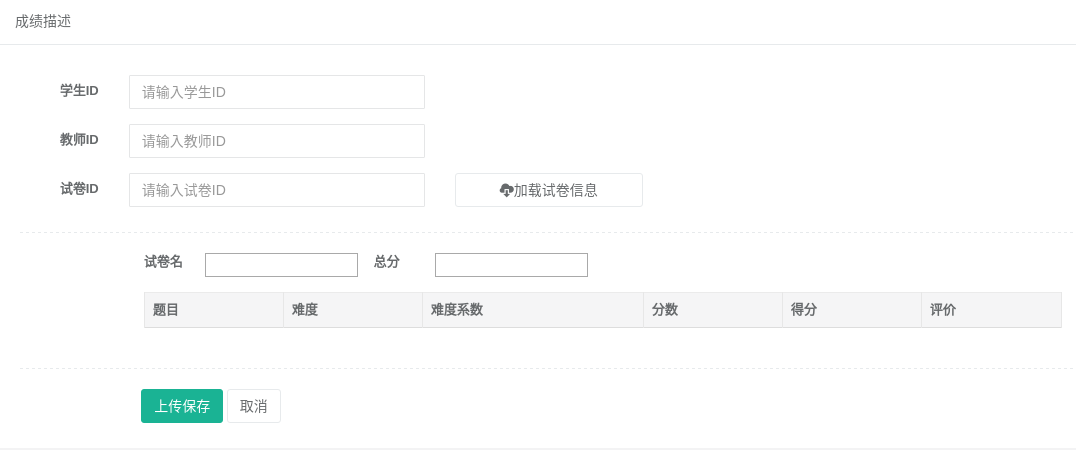 成绩描述
学生ID 请输入学生ID
教师ID 请输入教师ID
试卷ID 请输入试卷ID 加载试卷信息
试卷名 总分
题目 难度 难度系数 分数 得分 评价
上传保存 取消